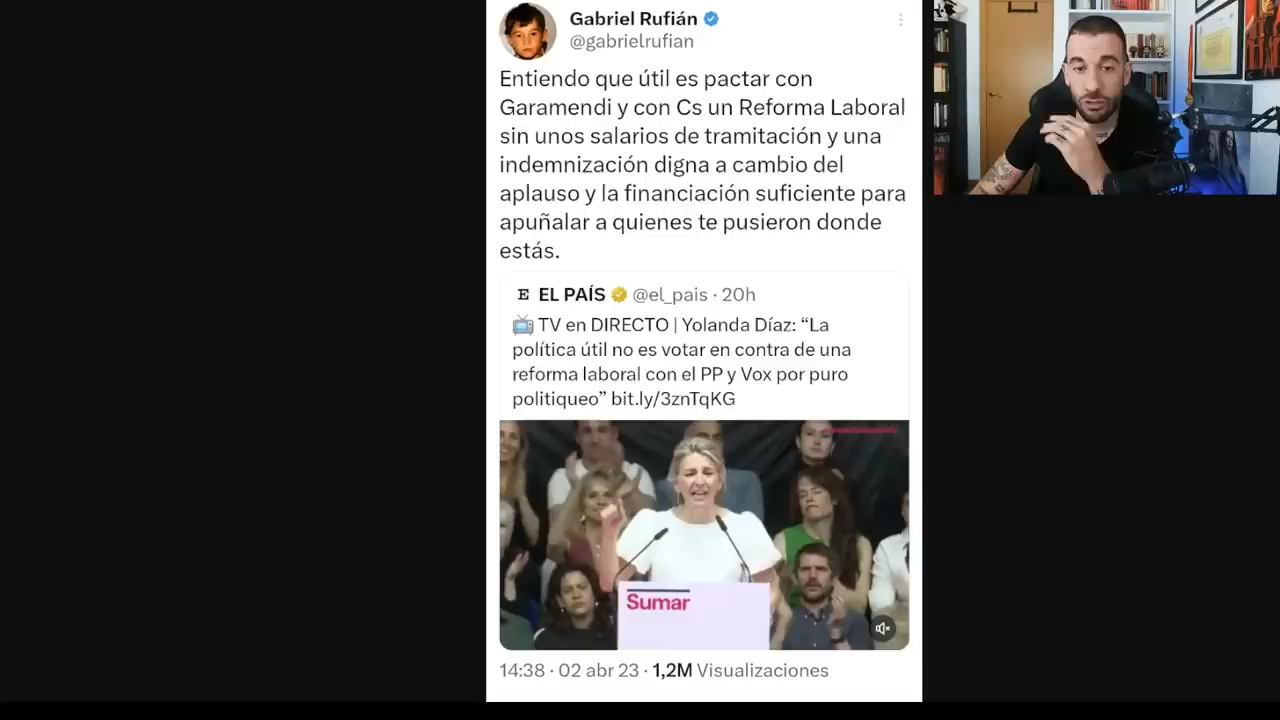 Gabriel Rufián
@gabrielrufian
Entiendo que útil es pactar con
Garamendi y con Cs un Reforma Laboral
sin unos salarios de tramitación y una
indemnización digna a cambio del
aplauso y la financiación suficiente para
apuñalar a quienes te pusieron donde
estás.
E EL PAÍS @el_pais · 20h
TV en DIRECTO | Yolanda Díaz: “La
política útil no es votar en contra de una
reforma laboral con el PP y Vox por puro
politiqueo” bit.ly/3znTqKG
Sumar
14:38 · 02 abr 23 · 1,2M Visualizaciones